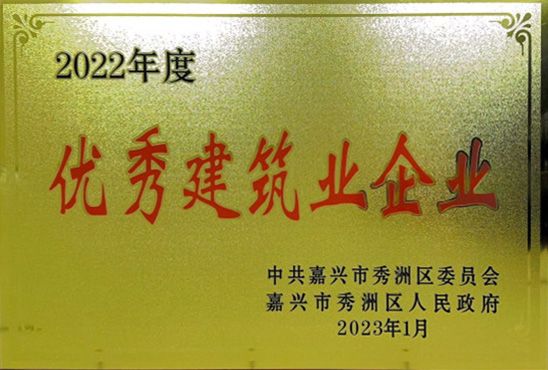 2022年度
优秀建筑业企业
中共嘉兴市秀洲区委员会
嘉兴市秀洲区人民政府
2023年1月